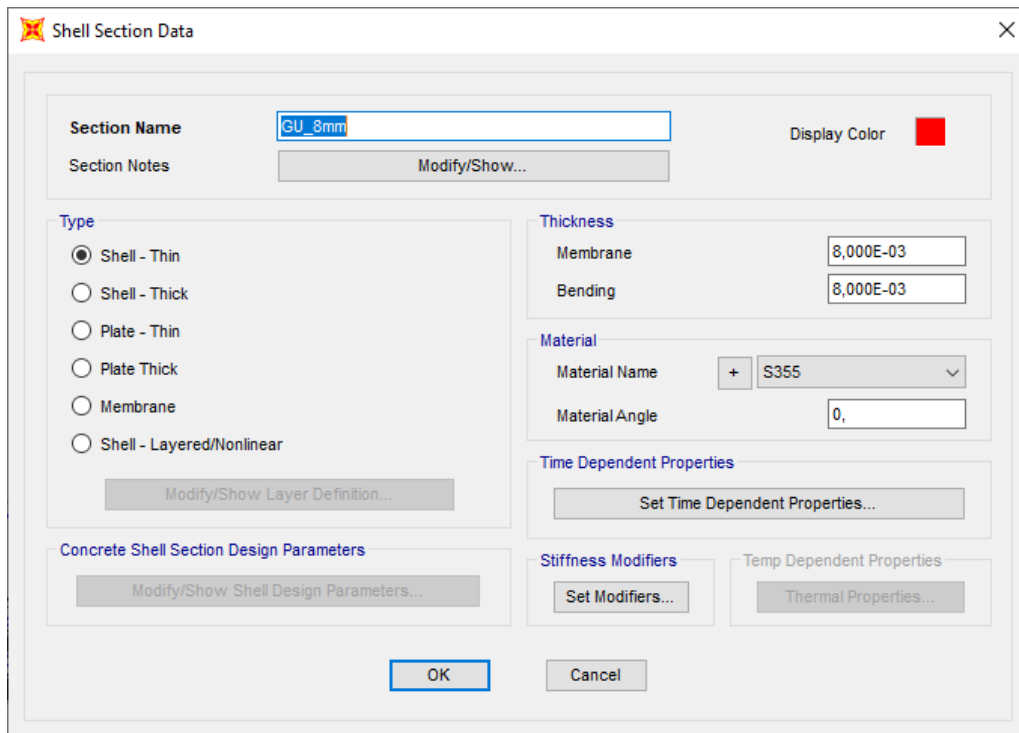 Shell Section Data
Section Name
GU_8mm
Display Color
Section Notes
Modify/Show...
Type
Shell - Thin
Shell - Thick
Plate - Thin
Plate Thick
Membrane
Shell - Layered/Nonlinear
Modify/Show Layer Definition...
Thickness
Membrane
8,000E-03
Bending
8,000E-03
Material
Material Name
+
S355
Material Angle
0,
Time Dependent Properties
Set Time Dependent Properties...
Concrete Shell Section Design Parameters
Modify/Show Shell Design Parameters...
Stiffness Modifiers
Set Modifiers...
Temp Dependent Properties
Thermal Properties...
OK
Cancel